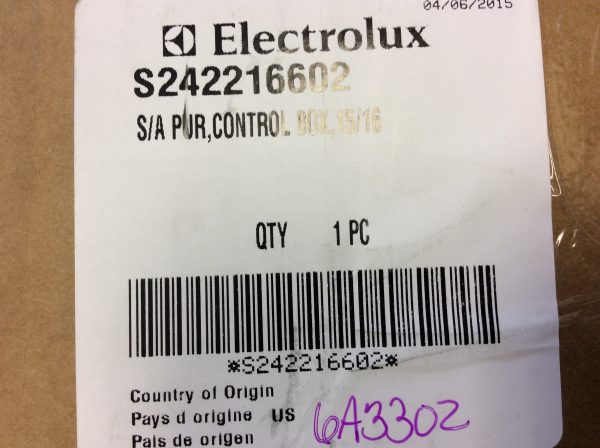 04/06/2015
Electrolux
S242216602
S/A PUR,CONTROL BOX,15/16
QTY 1 PC
*S242216602*
Country of Origin
Pays d origine US
Pais de origen
6A3302